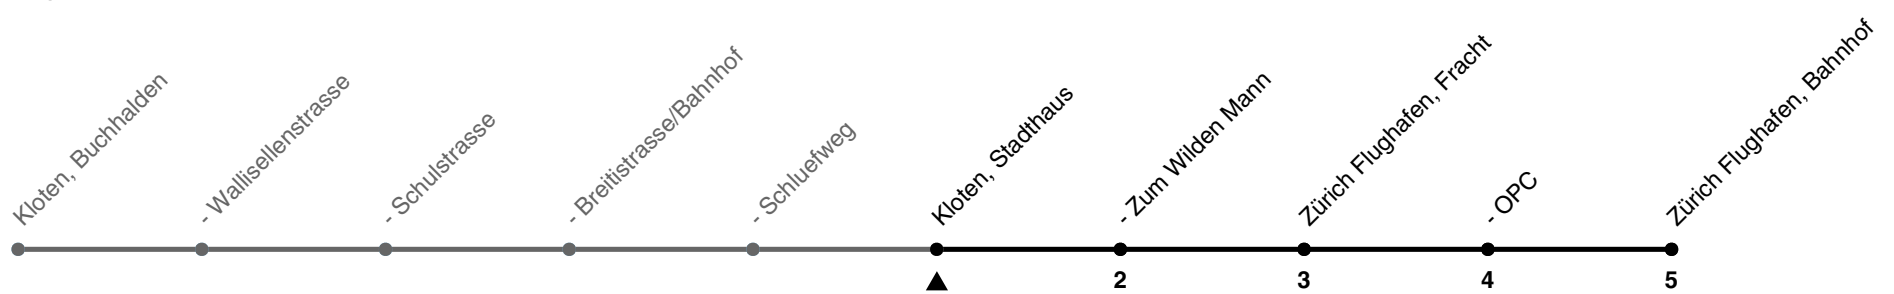 Kloten, Buchhalden
- Wallisellenstrasse
- Schulstrasse
- Breitistrasse/Bahnhof
- Schluefweg
Kloten, Stadthaus
- Zum Wilden Mann
Zürich Flughafen, Fracht
- OPC
Zürich Flughafen, Bahnhof
2
3
4
5